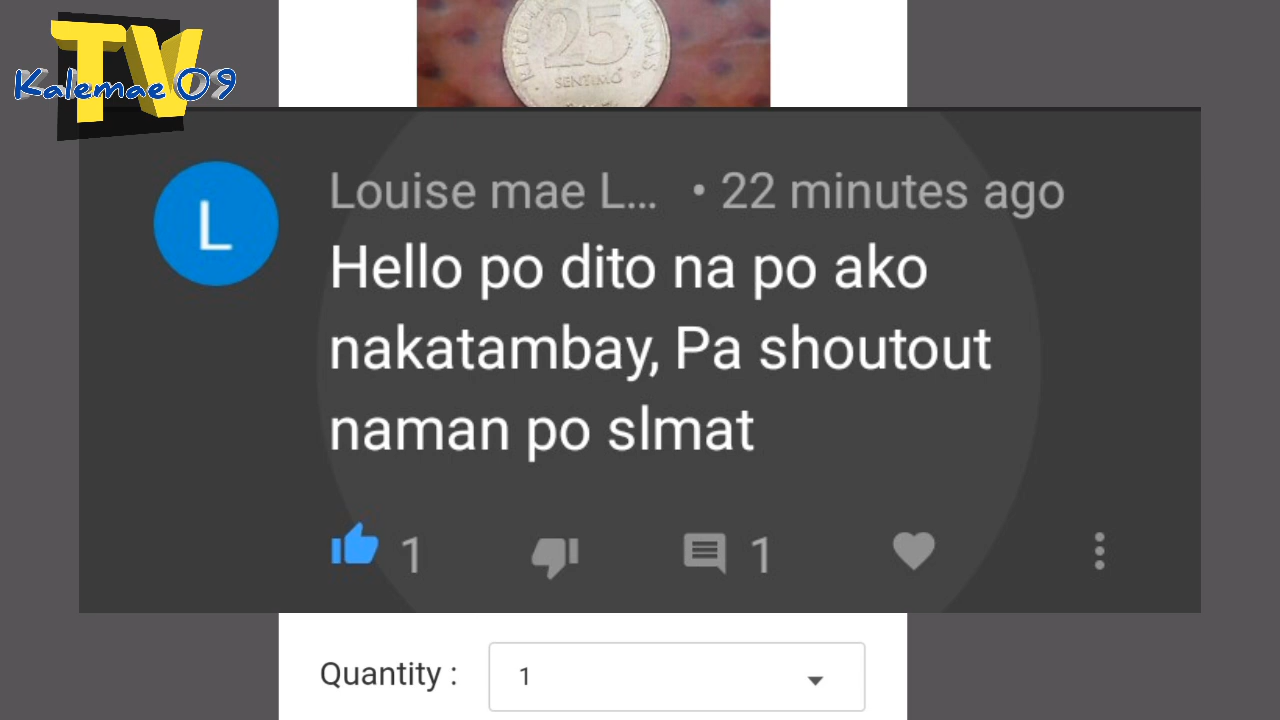 TV
Kalemae 09
25
SENTIMO
L
Louise mae L... • 22 minutes ago
Hello po dito na po ako
nakatambay, Pa shoutout
naman po slmat
1
1
Quantity :
1